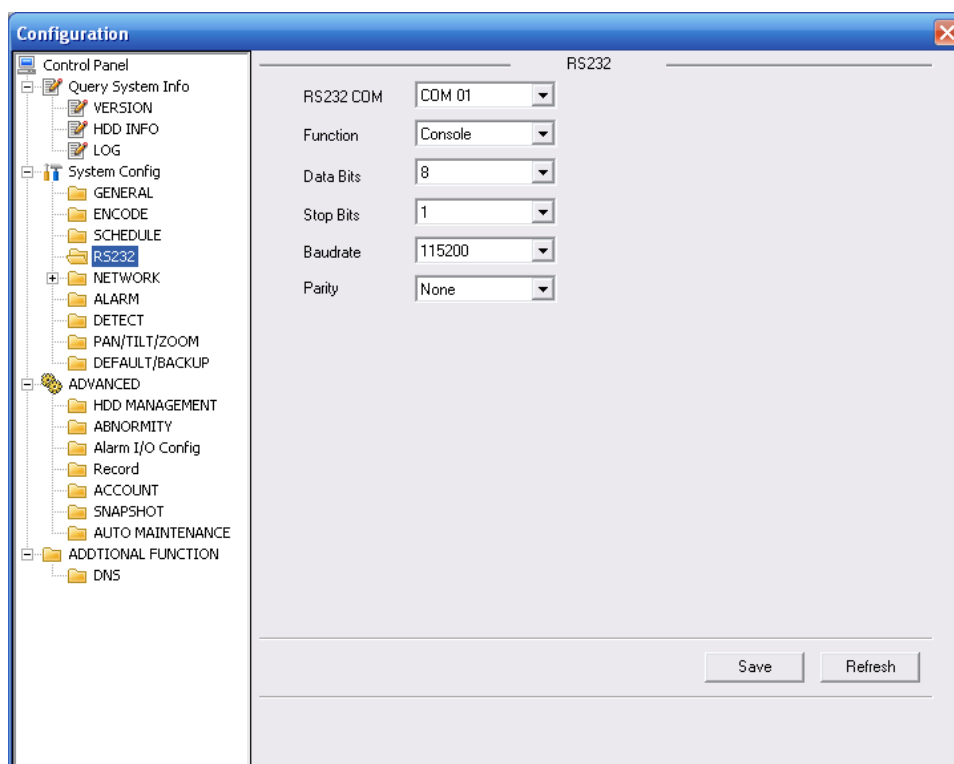 Configuration
Control Panel
Query System Info
VERSION
HDD INFO
LOG
System Config
GENERAL
ENCODE
SCHEDULE
RS232
NETWORK
ALARM
DETECT
PAN/TILT/ZOOM
DEFAULT/BACKUP
ADVANCED
HDD MANAGEMENT
ABNORMITY
Alarm I/O Config
Record
ACCOUNT
SNAPSHOT
AUTO MAINTENANCE
ADDTIONAL FUNCTION
DNS
RS232
RS232 COM COM 01
Function Console
Data Bits 8
Stop Bits 1
Baudrate 115200
Parity None
Save Refresh